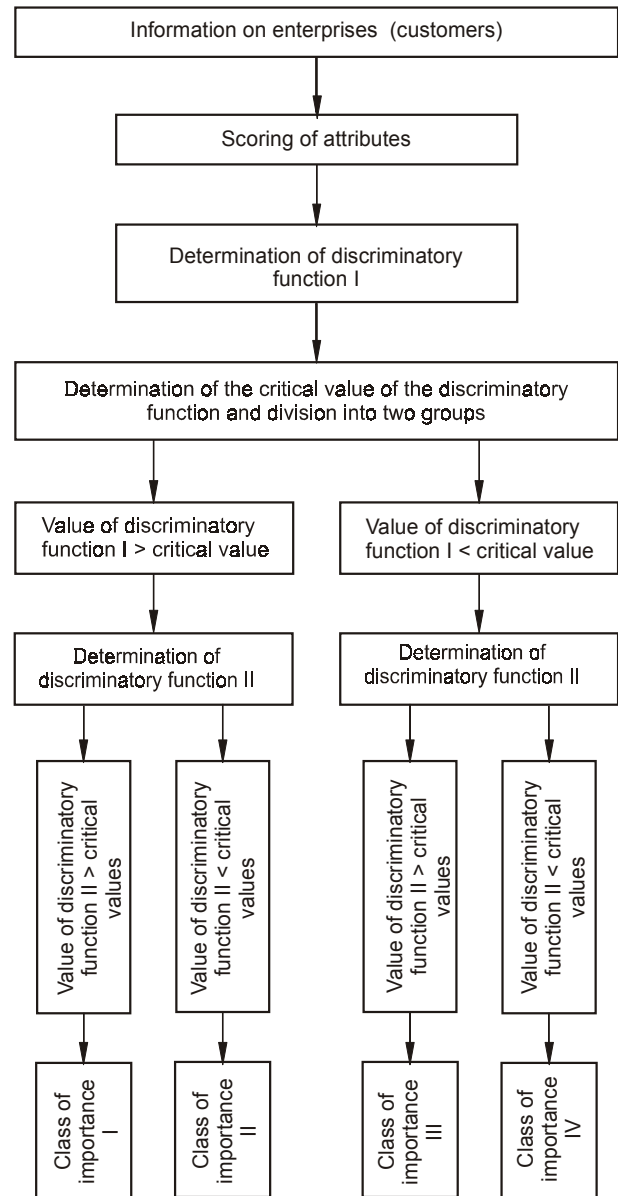 Information on enterprises (customers)
Scoring of attributes
Determination of discriminatory
function I
Determination of the critical value of the discriminatory
function and division into two groups
Value of discriminatory
function I > critical value
Value of discriminatory
function I < critical value
Determination of
discriminatory function II
Determination of
discriminatory function II
Value of discriminatory
function II > critical
values
Value of discriminatory
function II < critical
values
Value of discriminatory
function II > critical
values
Value of discriminatory
function II < critical
values
Class of
importance
I
Class of
importance
II
Class of
importance
III
Class of
importance
IV